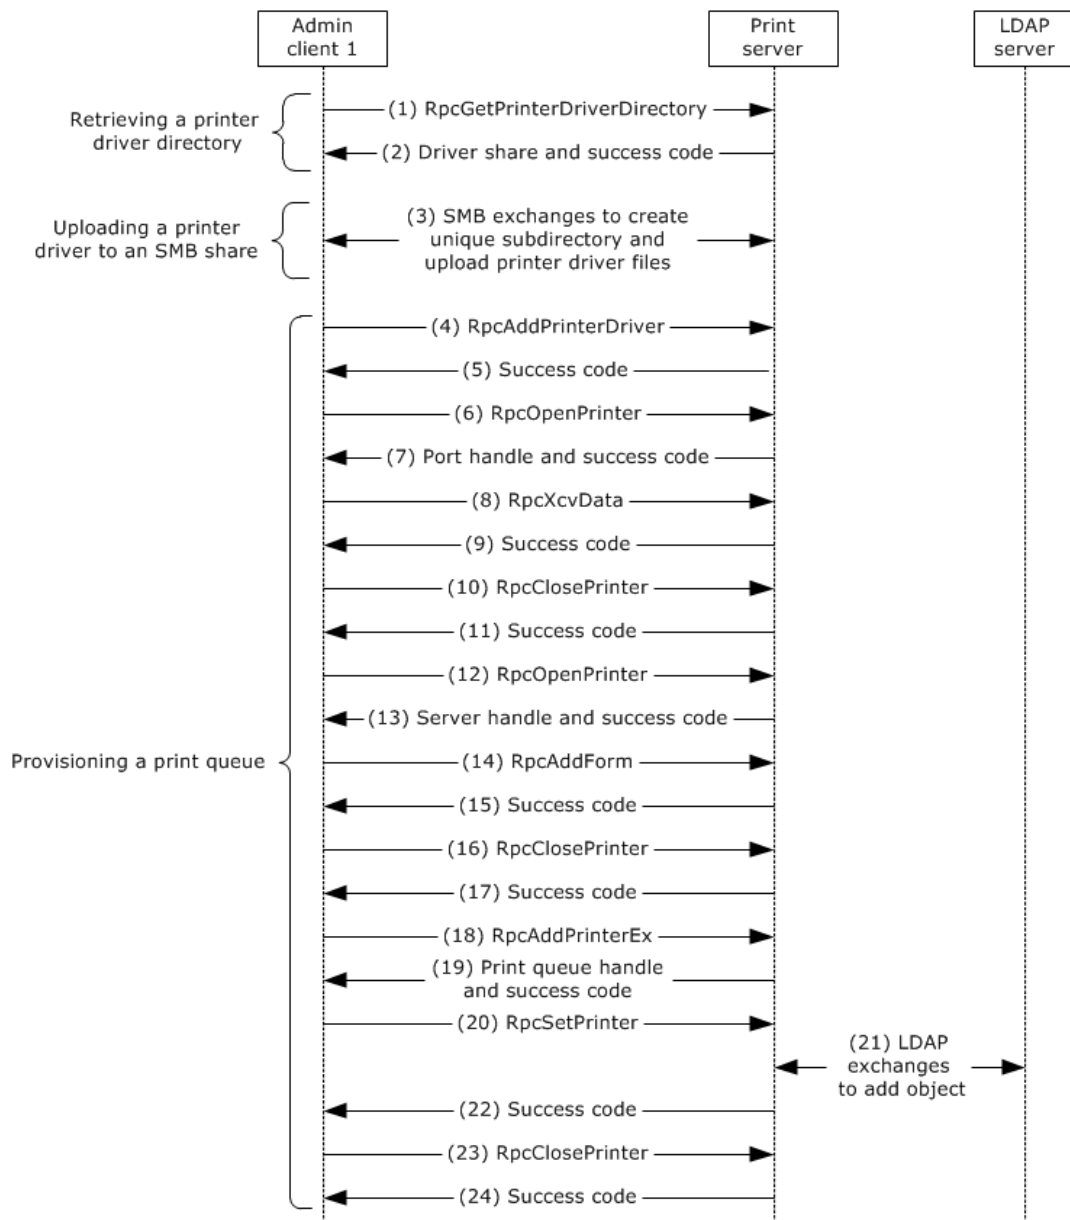 Admin
client 1
Print
server
LDAP
server
Retrieving a printer
driver directory
(1) RpcGetPrinterDriverDirectory
(2) Driver share and success code
Uploading a printer
driver to an SMB share
(3) SMB exchanges to create
unique subdirectory and
upload printer driver files
Provisioning a print queue
(4) RpcAddPrinterDriver
(5) Success code
(6) RpcOpenPrinter
(7) Port handle and success code
(8) RpcXcvData
(9) Success code
(10) RpcClosePrinter
(11) Success code
(12) RpcOpenPrinter
(13) Server handle and success code
(14) RpcAddForm
(15) Success code
(16) RpcClosePrinter
(17) Success code
(18) RpcAddPrinterEx
(19) Print queue handle
and success code
(20) RpcSetPrinter
(21) LDAP
exchanges
to add object
(22) Success code
(23) RpcClosePrinter
(24) Success code